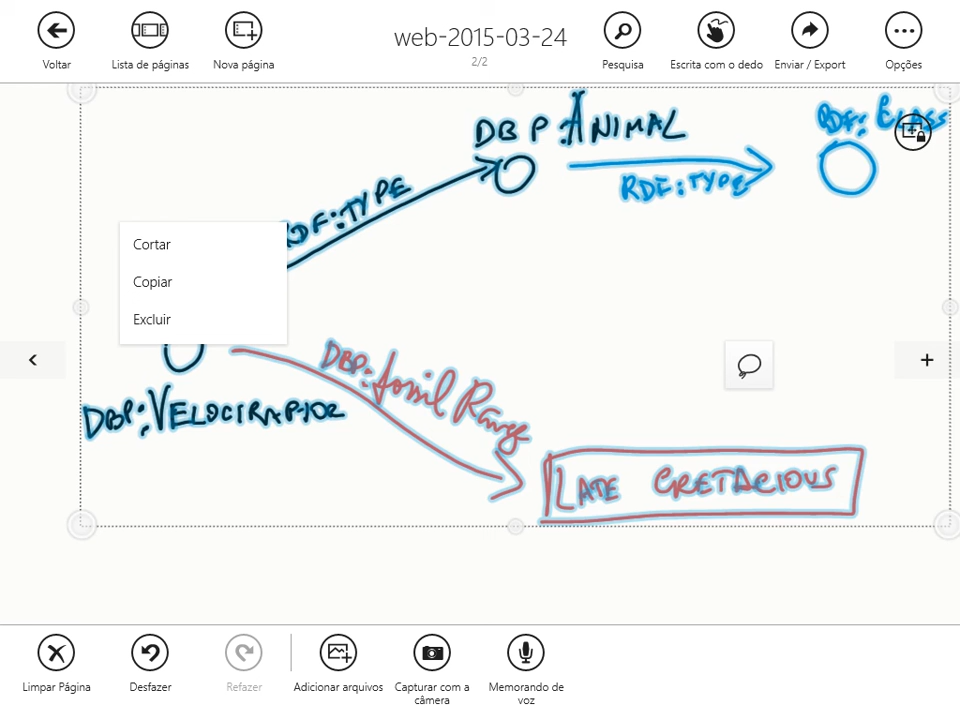 Voltar
Lista de páginas
Nova página
web-2015-03-24
2/2
Pesquisa
Escrita com o dedo
Enviar / Export
Opções
DBP:ANIMAL
RDF:TYPE
RDF:TYPE
Cortar
Copiar
Excluir
DBP:VELOCIRAPTOR
DBP:fossil Range
LATE CRETACIOUS
Limpar Página
Desfazer
Refazer
Adicionar arquivos
Capturar com a
câmera
Memorando de
voz